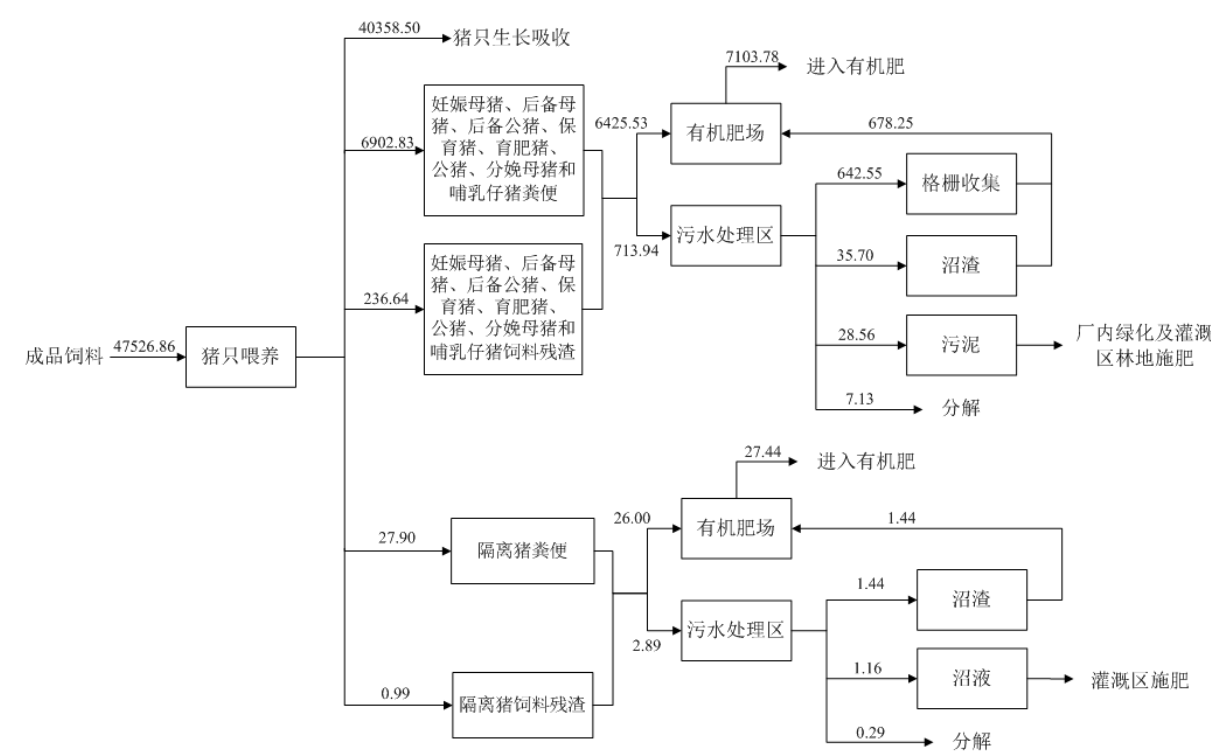 40358.50
猪只生长吸收
7103.78
进入有机肥
妊娠母猪、后备母
猪、后备公猪、保
育猪、育肥猪、
公猪、分娩母猪和
哺乳仔猪粪便
6902.83
6425.53
有机肥场
678.25
642.55
格栅收集
713.94
污水处理区
35.70
沼渣
妊娠母猪、后备母
猪、后备公猪、保
育猪、育肥猪、
公猪、分娩母猪和
哺乳仔猪饲料残渣
236.64
28.56
污泥
厂内绿化及灌溉
区林地施肥
成品饲料
47526.86
猪只喂养
7.13
分解
27.44
进入有机肥
26.00
有机肥场
1.44
27.90
隔离猪粪便
1.44
沼渣
2.89
污水处理区
1.16
沼液
灌溉区施肥
0.99
隔离猪饲料残渣
0.29
分解